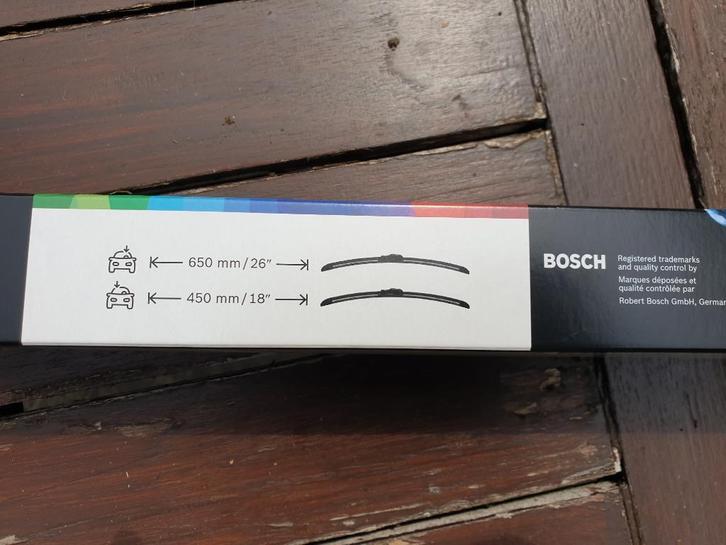 650 mm/26”
450 mm/18”
BOSCH
Registered trademarks
and quality control by
Marques déposées et
qualité contrôlée par
Robert Bosch GmbH,